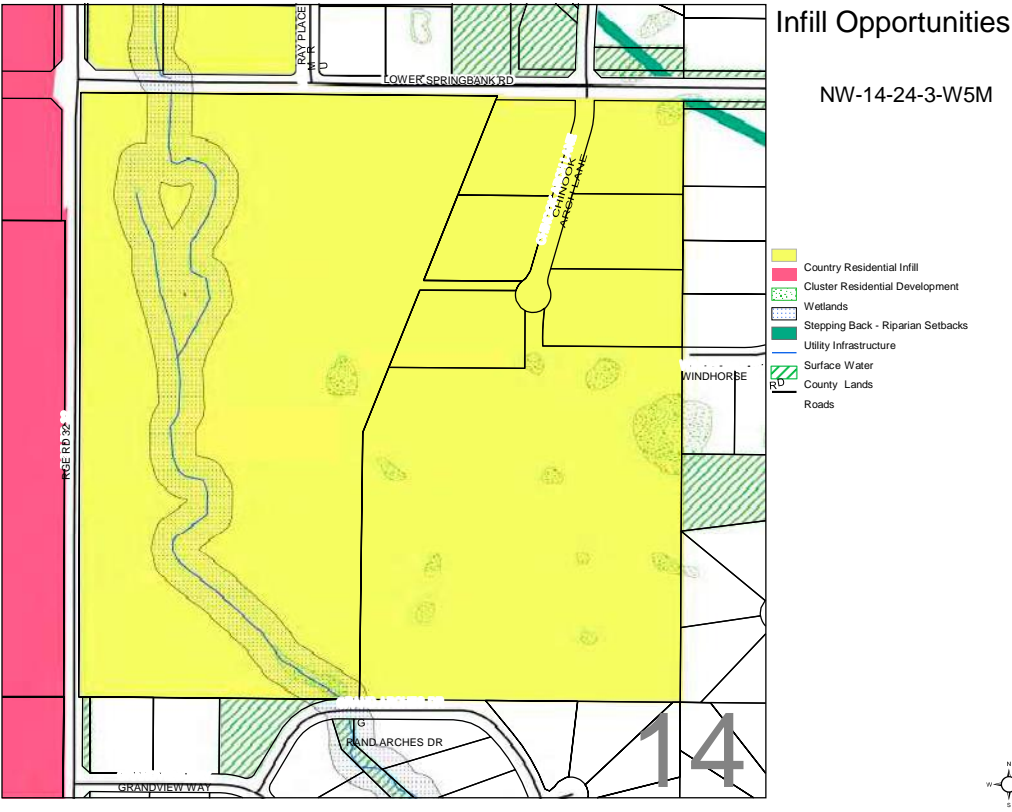 Infill Opportunities
NW-14-24-3-W5M
RAY PLACE
M R
U
LOWER SPRINGBANK RD
CHINOOK
ARCH LANE
Country Residential Infill
Cluster Residential Development
Wetlands
Stepping Back - Riparian Setbacks
Utility Infrastructure
Surface Water
County Lands
Roads
WINDHORSE
RD
RGE RD 32
G
RAND ARCHES DR
GRANDVIEW WAY
14
N
W
S